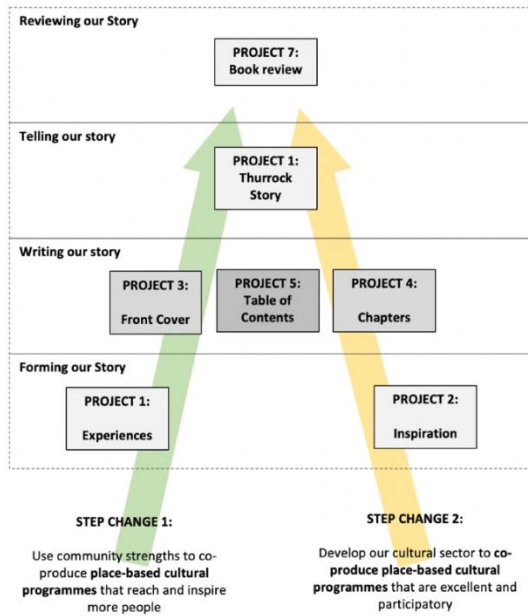 Reviewing our Story
PROJECT 7:
Book review
Telling our story
PROJECT 1:
Thurrock
Story
Writing our story
PROJECT 3:
Front Cover
PROJECT 5:
Table of
Contents
PROJECT 4:
Chapters
Forming our Story
PROJECT 1:
Experiences
PROJECT 2:
Inspiration
STEP CHANGE 1:
Use community strengths to co-
produce place-based cultural
programmes that reach and inspire
more people
STEP CHANGE 2:
Develop our cultural sector to co-
produce place-based cultural
programmes that are excellent and
participatory